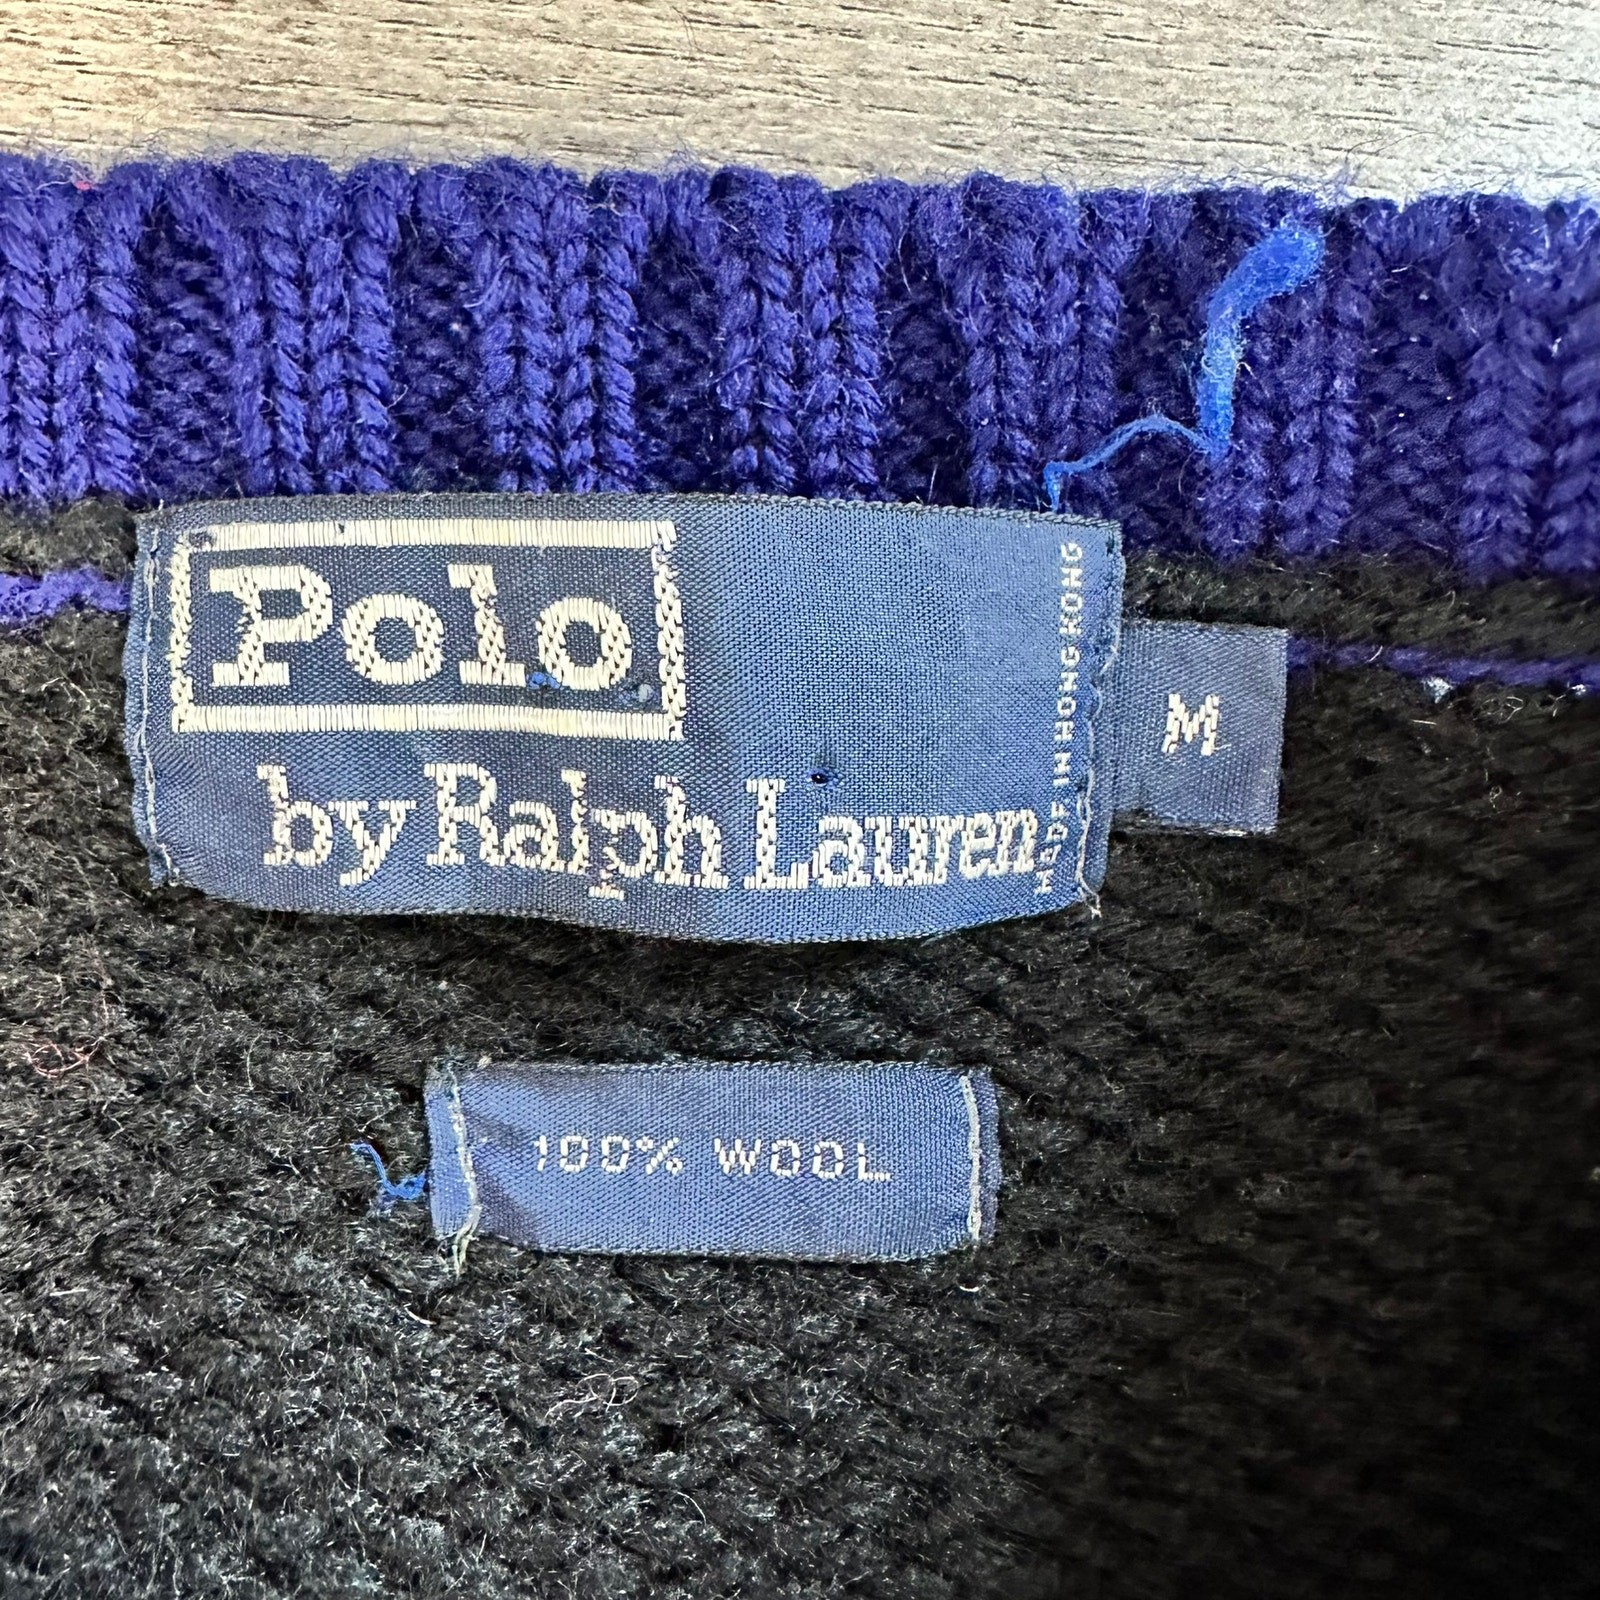 Polo
by Ralph Lauren
MADE IN HONG KONG
M
100% WOOL